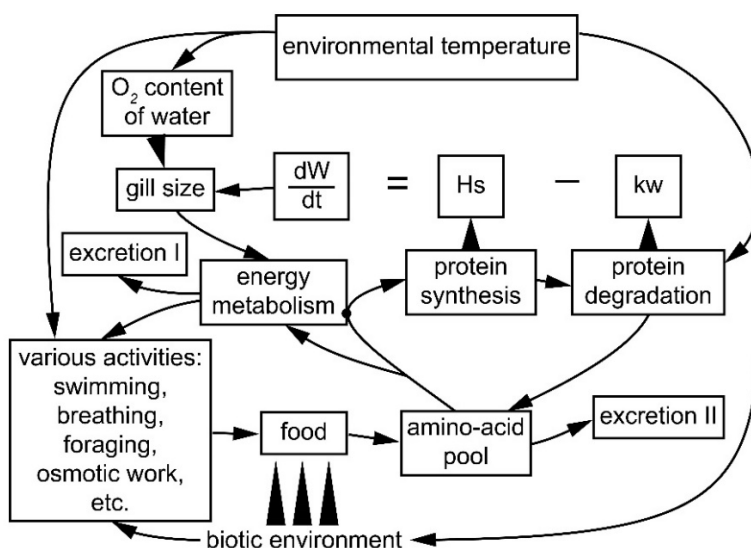 environmental temperature
O₂ content
of water
gill size
dW
dt
=
Hs
–
kw
excretion I
energy
metabolism
protein
synthesis
protein
degradation
various activities:
swimming,
breathing,
foraging,
osmotic work,
etc.
food
amino-acid
pool
excretion II
biotic environment